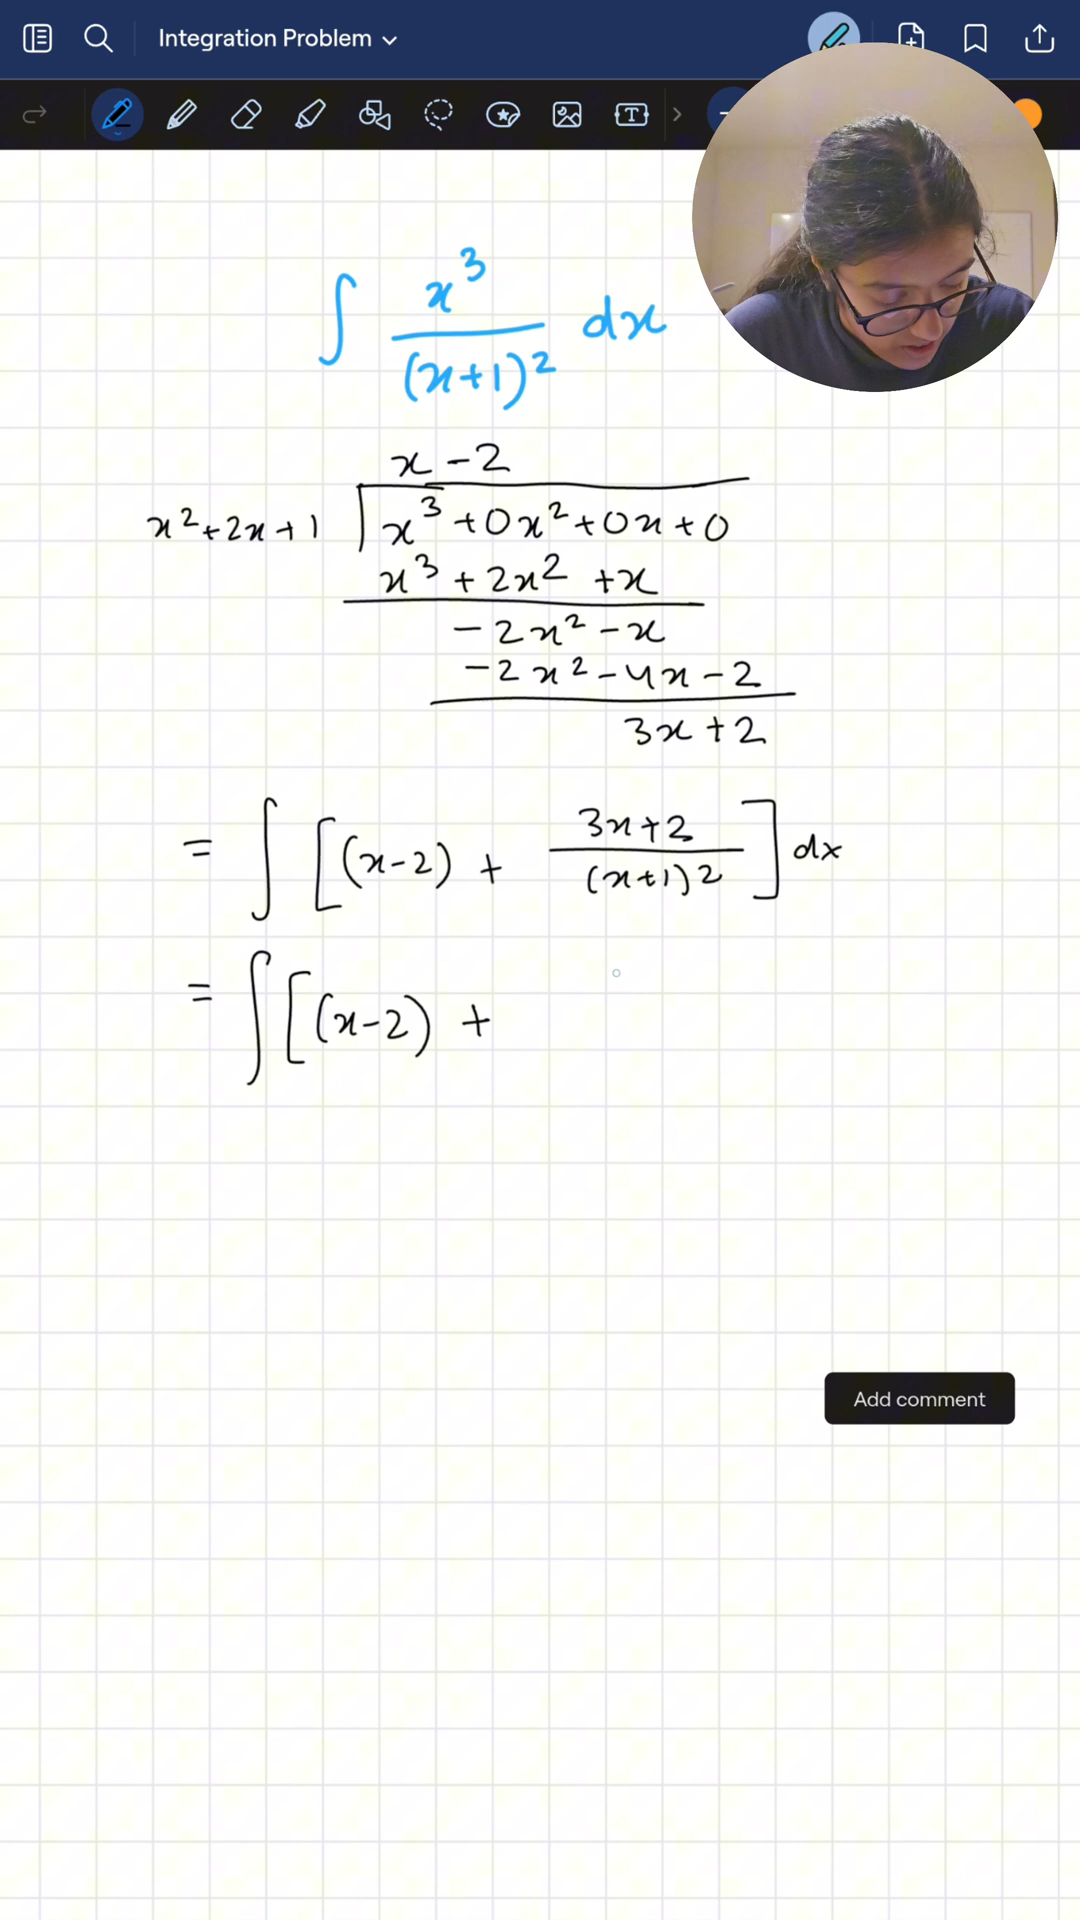 Integration Problem
∫ x³/(x+1)² dx
x - 2
x² + 2x + 1 | x³ + 0x² + 0x + 0
x³ + 2x² + x
- 2x² - x
- 2x² - 4x - 2
3x + 2
= ∫ [(x-2) + (3x+2)/(x+1)²] dx
= ∫ [(x-2) +
Add comment